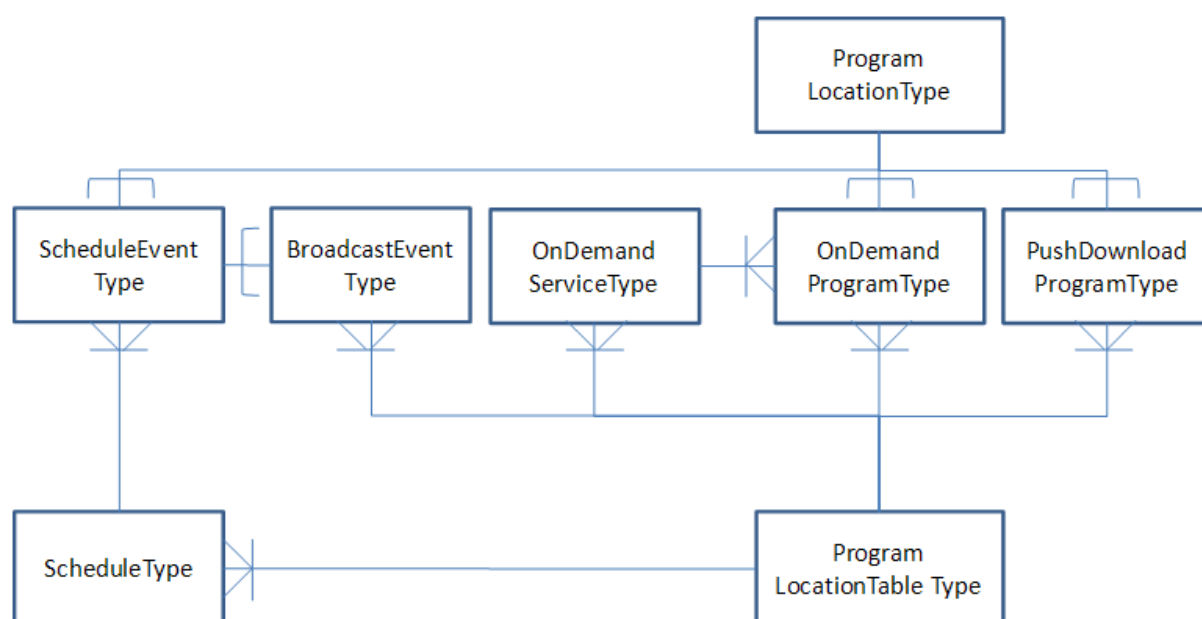 Program
LocationType
ScheduleEvent
Type
BroadcastEvent
Type
OnDemand
ServiceType
OnDemand
ProgramType
PushDownload
ProgramType
ScheduleType
Program
LocationTable Type